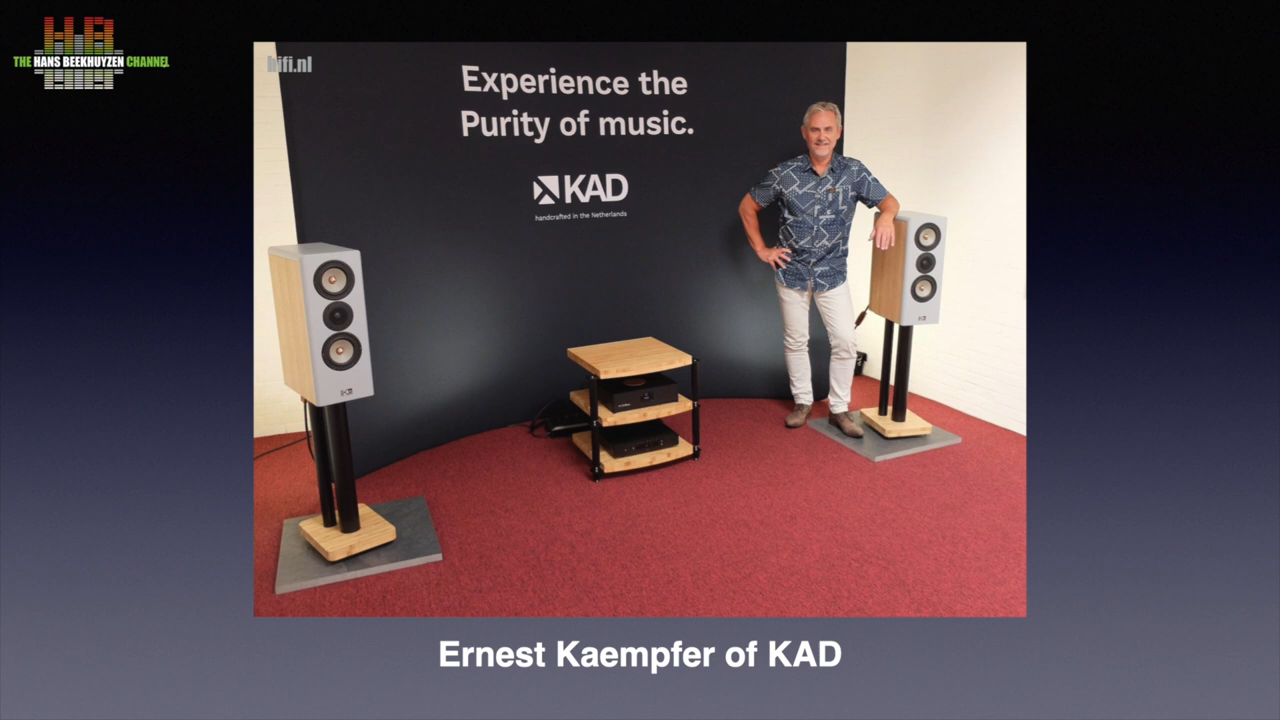 THE HANS BEEKHUYZEN CHANNEL
hifi.nl
Experience the
Purity of music.
KAD
handcrafted in the Netherlands
Ernest Kaempfer of KAD